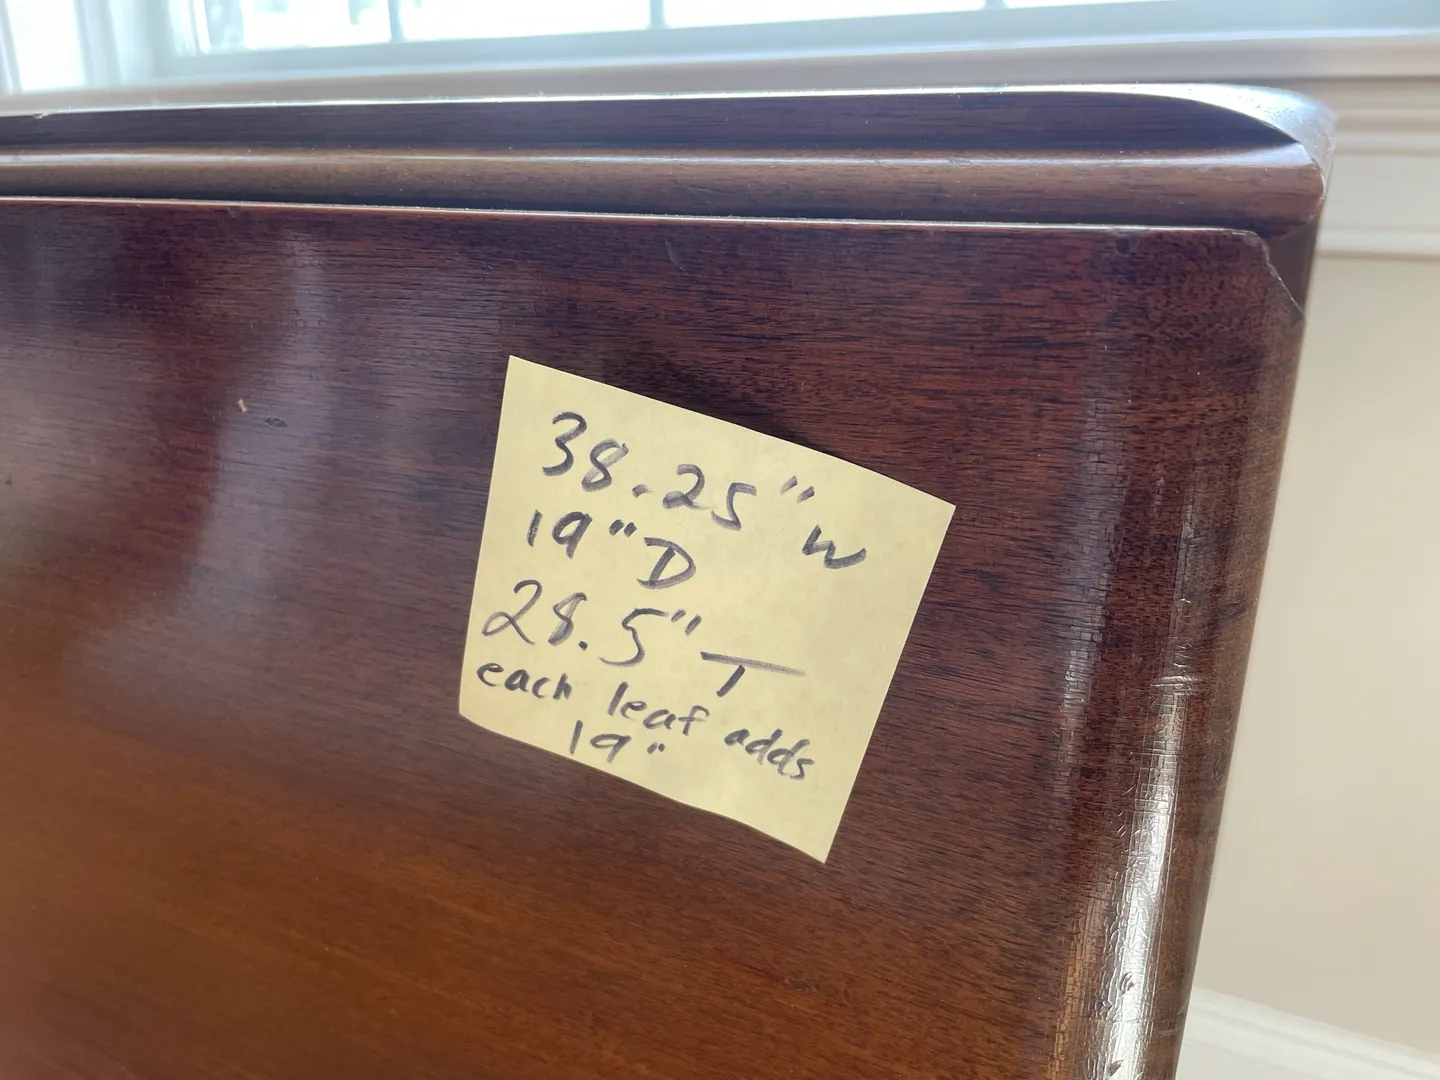 38.25" W
19" D
28.5" T
each leaf adds
19"